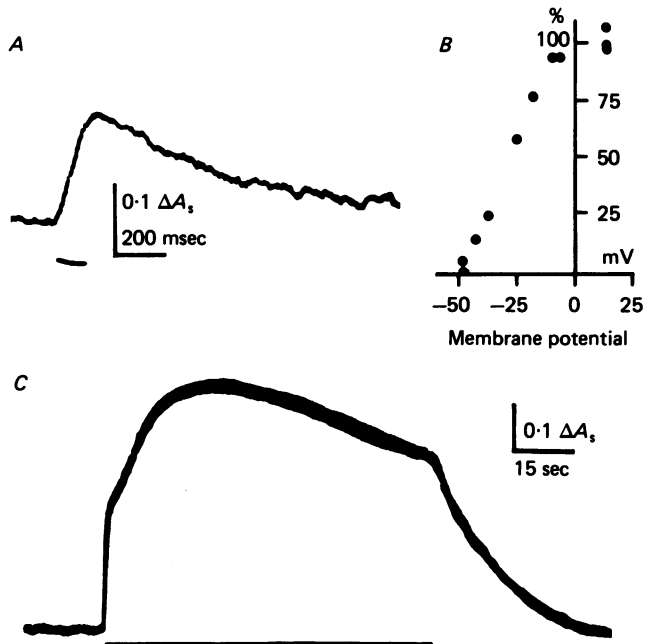 A
0·1 ΔAₛ
200 msec
B
%
100
75
50
25
mV
−50 −25 0 25
Membrane potential
C
0·1 ΔAₛ
15 sec